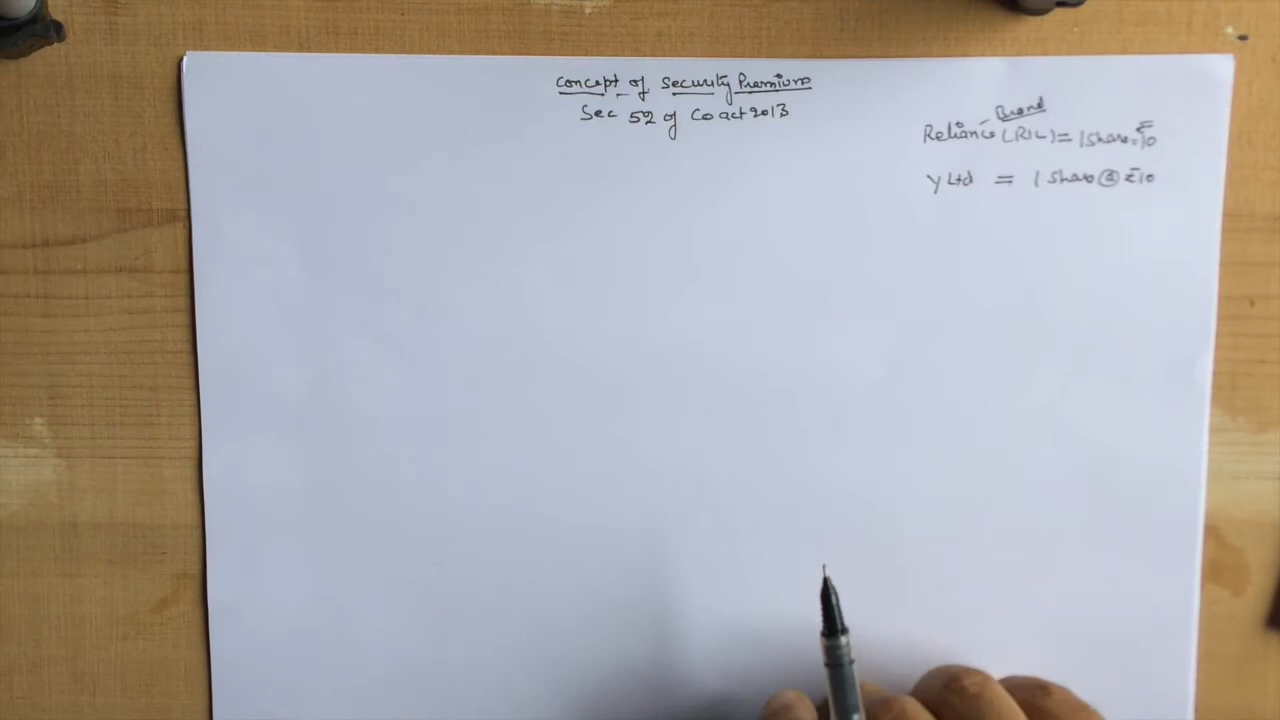 Concept of Security Premium
Sec 52 of Co act 2013
Brand
Reliance (RIL) = 1 Share = ₹10
Y Ltd = 1 Share @ ₹10